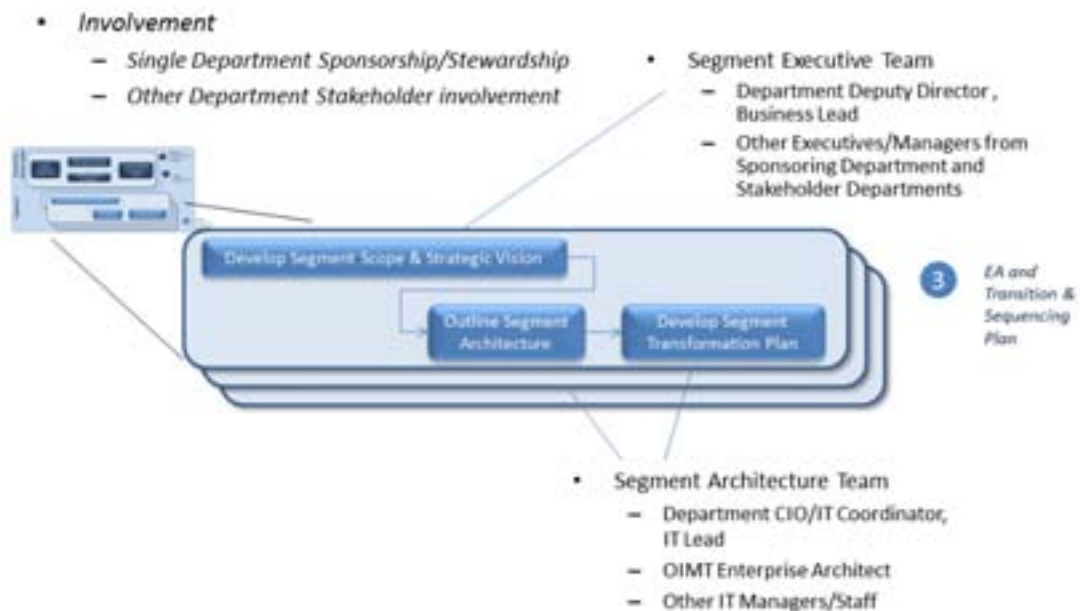 • Involvement
– Single Department Sponsorship/Stewardship
– Other Department Stakeholder involvement
• Segment Executive Team
– Department Deputy Director ,
Business Lead
– Other Executives/Managers from
Sponsoring Department and
Stakeholder Departments
Develop Segment Scope & Strategic Vision
Outline Segment
Architecture
Develop Segment
Transformation Plan
3
EA and
Transition &
Sequencing
Plan
• Segment Architecture Team
– Department CIO/IT Coordinator,
IT Lead
– OIMT Enterprise Architect
– Other IT Managers/Staff